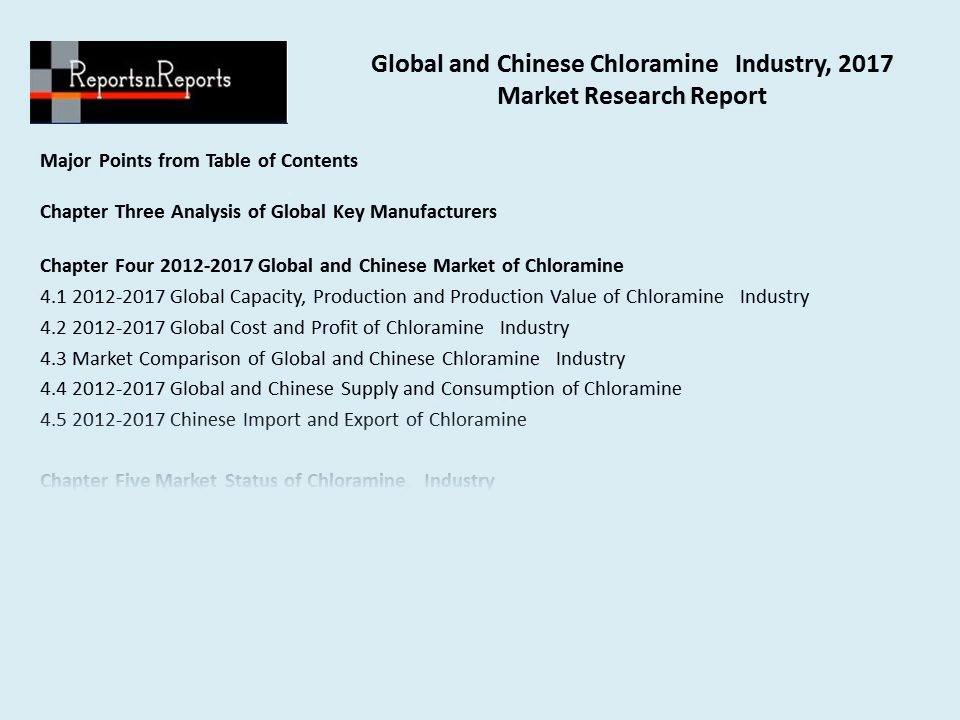 ReportsnReports
Global and Chinese Chloramine Industry, 2017
Market Research Report
Major Points from Table of Contents
Chapter Three Analysis of Global Key Manufacturers
Chapter Four 2012-2017 Global and Chinese Market of Chloramine
4.1 2012-2017 Global Capacity, Production and Production Value of Chloramine Industry
4.2 2012-2017 Global Cost and Profit of Chloramine Industry
4.3 Market Comparison of Global and Chinese Chloramine Industry
4.4 2012-2017 Global and Chinese Supply and Consumption of Chloramine
4.5 2012-2017 Chinese Import and Export of Chloramine
Chapter Five Market Status of Chloramine Industry